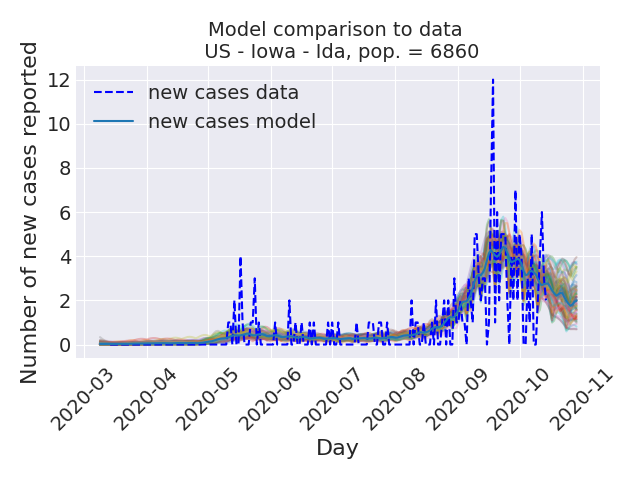 Model comparison to data
US - Iowa - Ida, pop. = 6860
Number of new cases reported
12
10
8
6
4
2
0
new cases data
new cases model
2020-03
2020-04
2020-05
2020-06
2020-07
2020-08
2020-09
2020-10
2020-11
Day